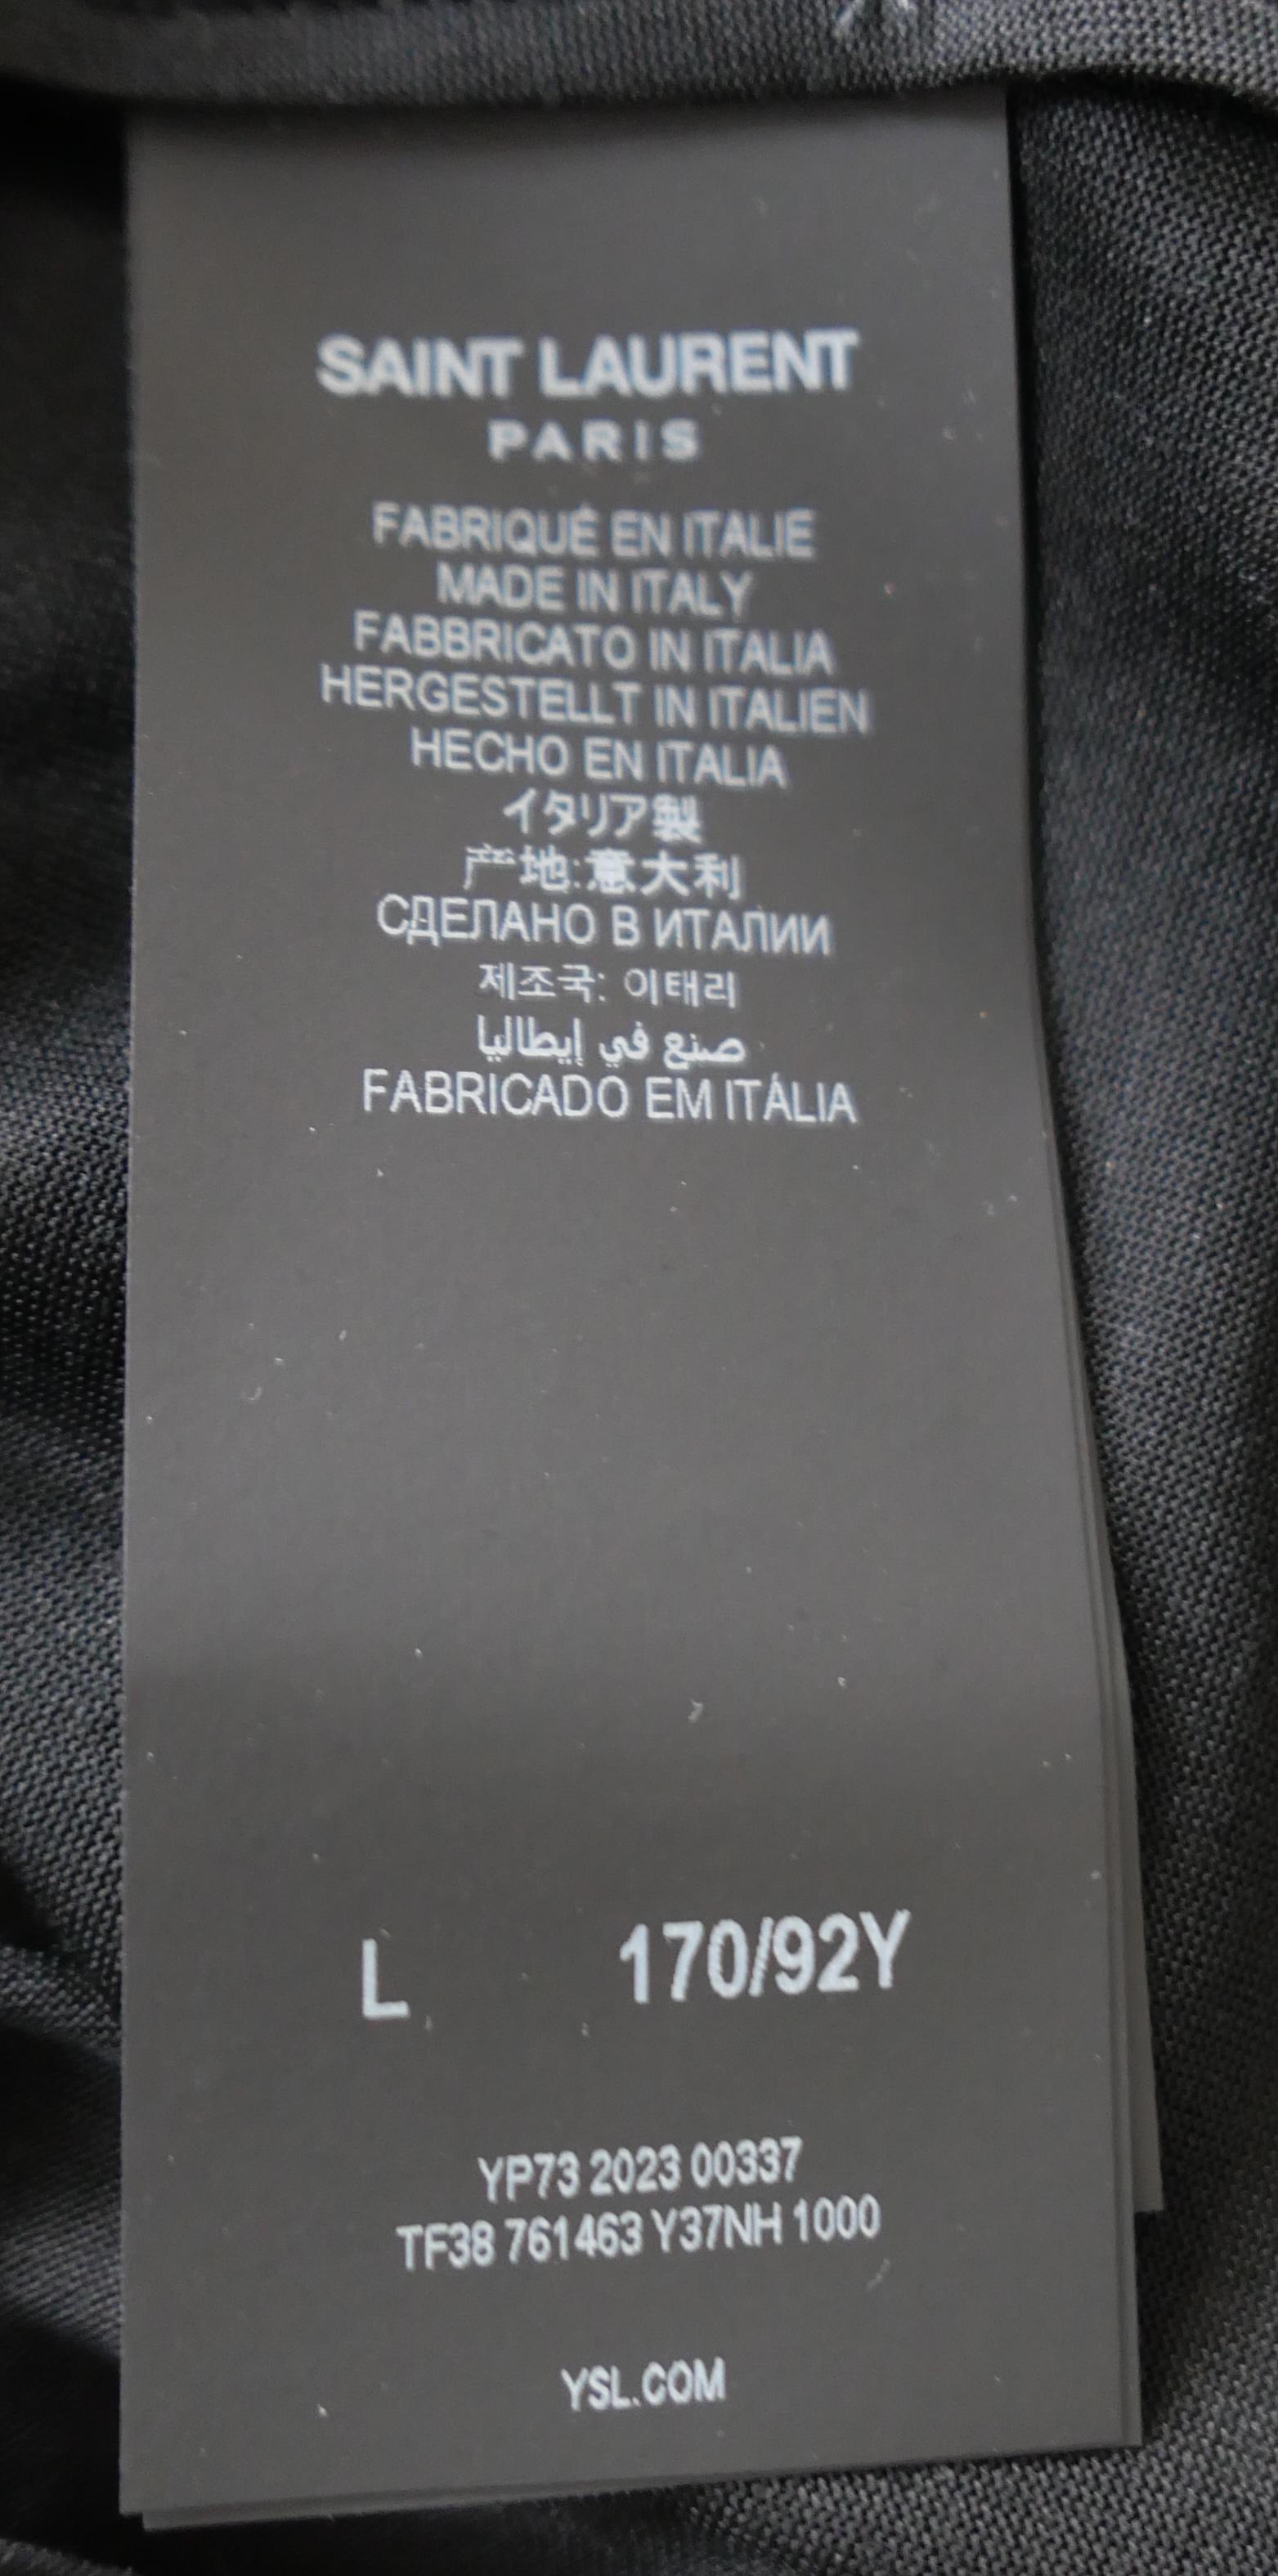 SAINT LAURENT
PARIS
FABRIQUÉ EN ITALIE
MADE IN ITALY
FABBRICATO IN ITALIA
HERGESTELLT IN ITALIEN
HECHO EN ITALIA
イタリア製
产地:意大利
СДЕЛАНО В ИТАЛИИ
제조국: 이태리
صنع في إيطاليا
FABRICADO EM ITÁLIA
L 170/92Y
YP73 2023 00337
TF38 761463 Y37NH 1000
YSL.COM